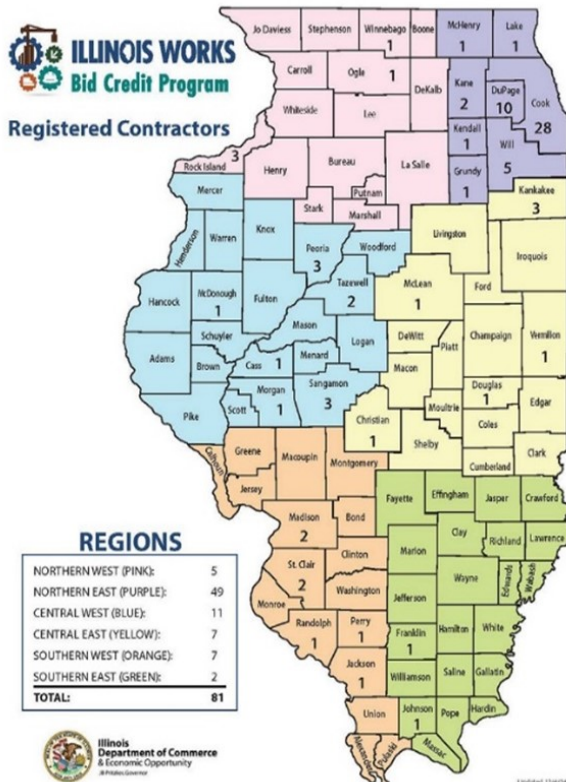 ILLINOIS WORKS
Bid Credit Program
Registered Contractors
Jo Daviess
Stephenson
Winnebago
1
Boone
McHenry
1
Lake
1
Carroll
Ogle
1
DeKalb
Kane
2
DuPage
10
Cook
28
Whiteside
Lee
Kendall
1
Will
5
Rock Island
3
Henry
Bureau
La Salle
Grundy
1
Putnam
Kankakee
3
Mercer
Stark
Marshall
Henderson
Warren
Knox
Peoria
3
Woodford
Livingston
Iroquois
Tazewell
2
McLean
1
Ford
Hancock
McDonough
1
Fulton
Mason
Logan
DeWitt
Champaign
Vermilion
1
Schuyler
Adams
Brown
Cass
1
Menard
Macon
Piatt
Morgan
1
Sangamon
3
Douglas
1
Edgar
Pike
Scott
Christian
1
Moultrie
Coles
Shelby
Clark
Cumberland
Calhoun
Greene
Macoupin
Montgomery
Jersey
Fayette
Effingham
Jasper
Crawford
Madison
2
Bond
Clay
Richland
Lawrence
Clinton
Marion
St. Clair
2
Wayne
Edwards
Wabash
Washington
Monroe
Jefferson
Randolph
1
Perry
1
Franklin
1
Hamilton
White
Jackson
1
Williamson
Saline
Gallatin
Union
Johnson
1
Pope
Hardin
Alexander
Pulaski
Massac
REGIONS
NORTHERN WEST (PINK): 5
NORTHERN EAST (PURPLE): 49
CENTRAL WEST (BLUE): 11
CENTRAL EAST (YELLOW): 7
SOUTHERN WEST (ORANGE): 7
SOUTHERN EAST (GREEN): 2
TOTAL: 81
Illinois
Department of Commerce
& Economic Opportunity
JB Pritzker, Governor